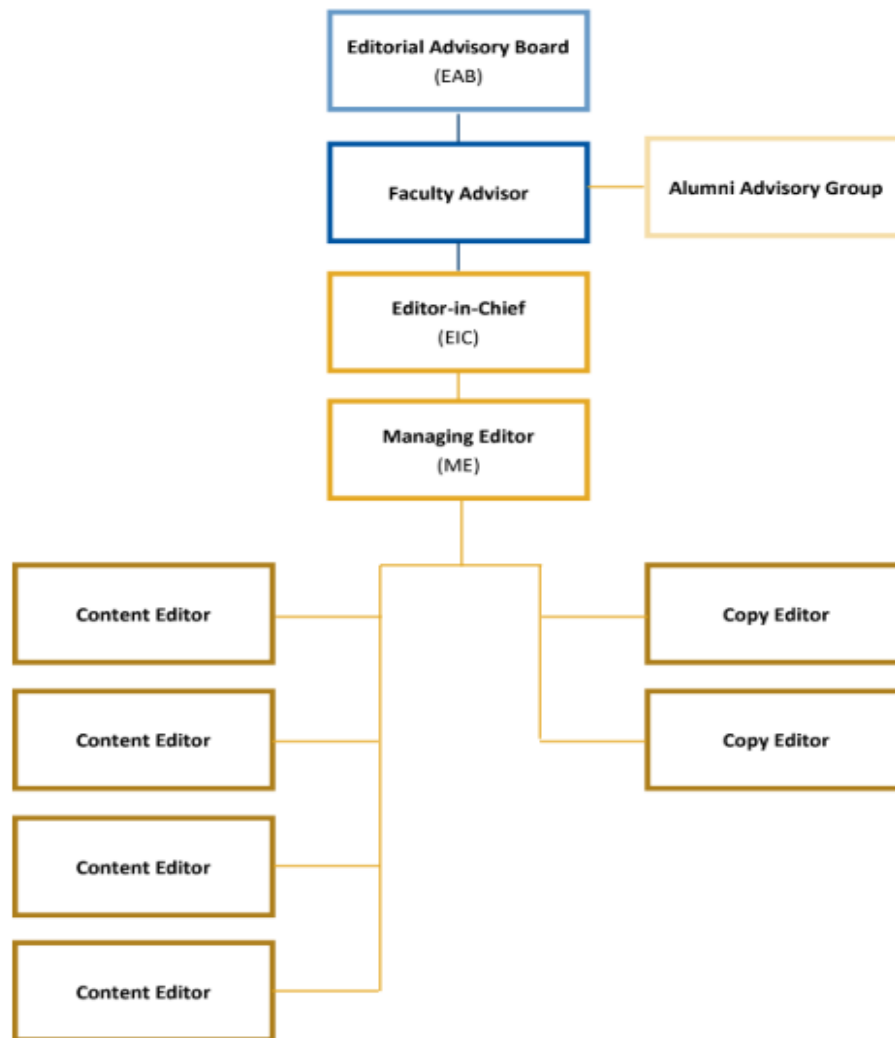 Editorial Advisory Board
(EAB)
Faculty Advisor
Alumni Advisory Group
Editor-in-Chief
(EIC)
Managing Editor
(ME)
Content Editor
Copy Editor
Content Editor
Copy Editor
Content Editor
Content Editor